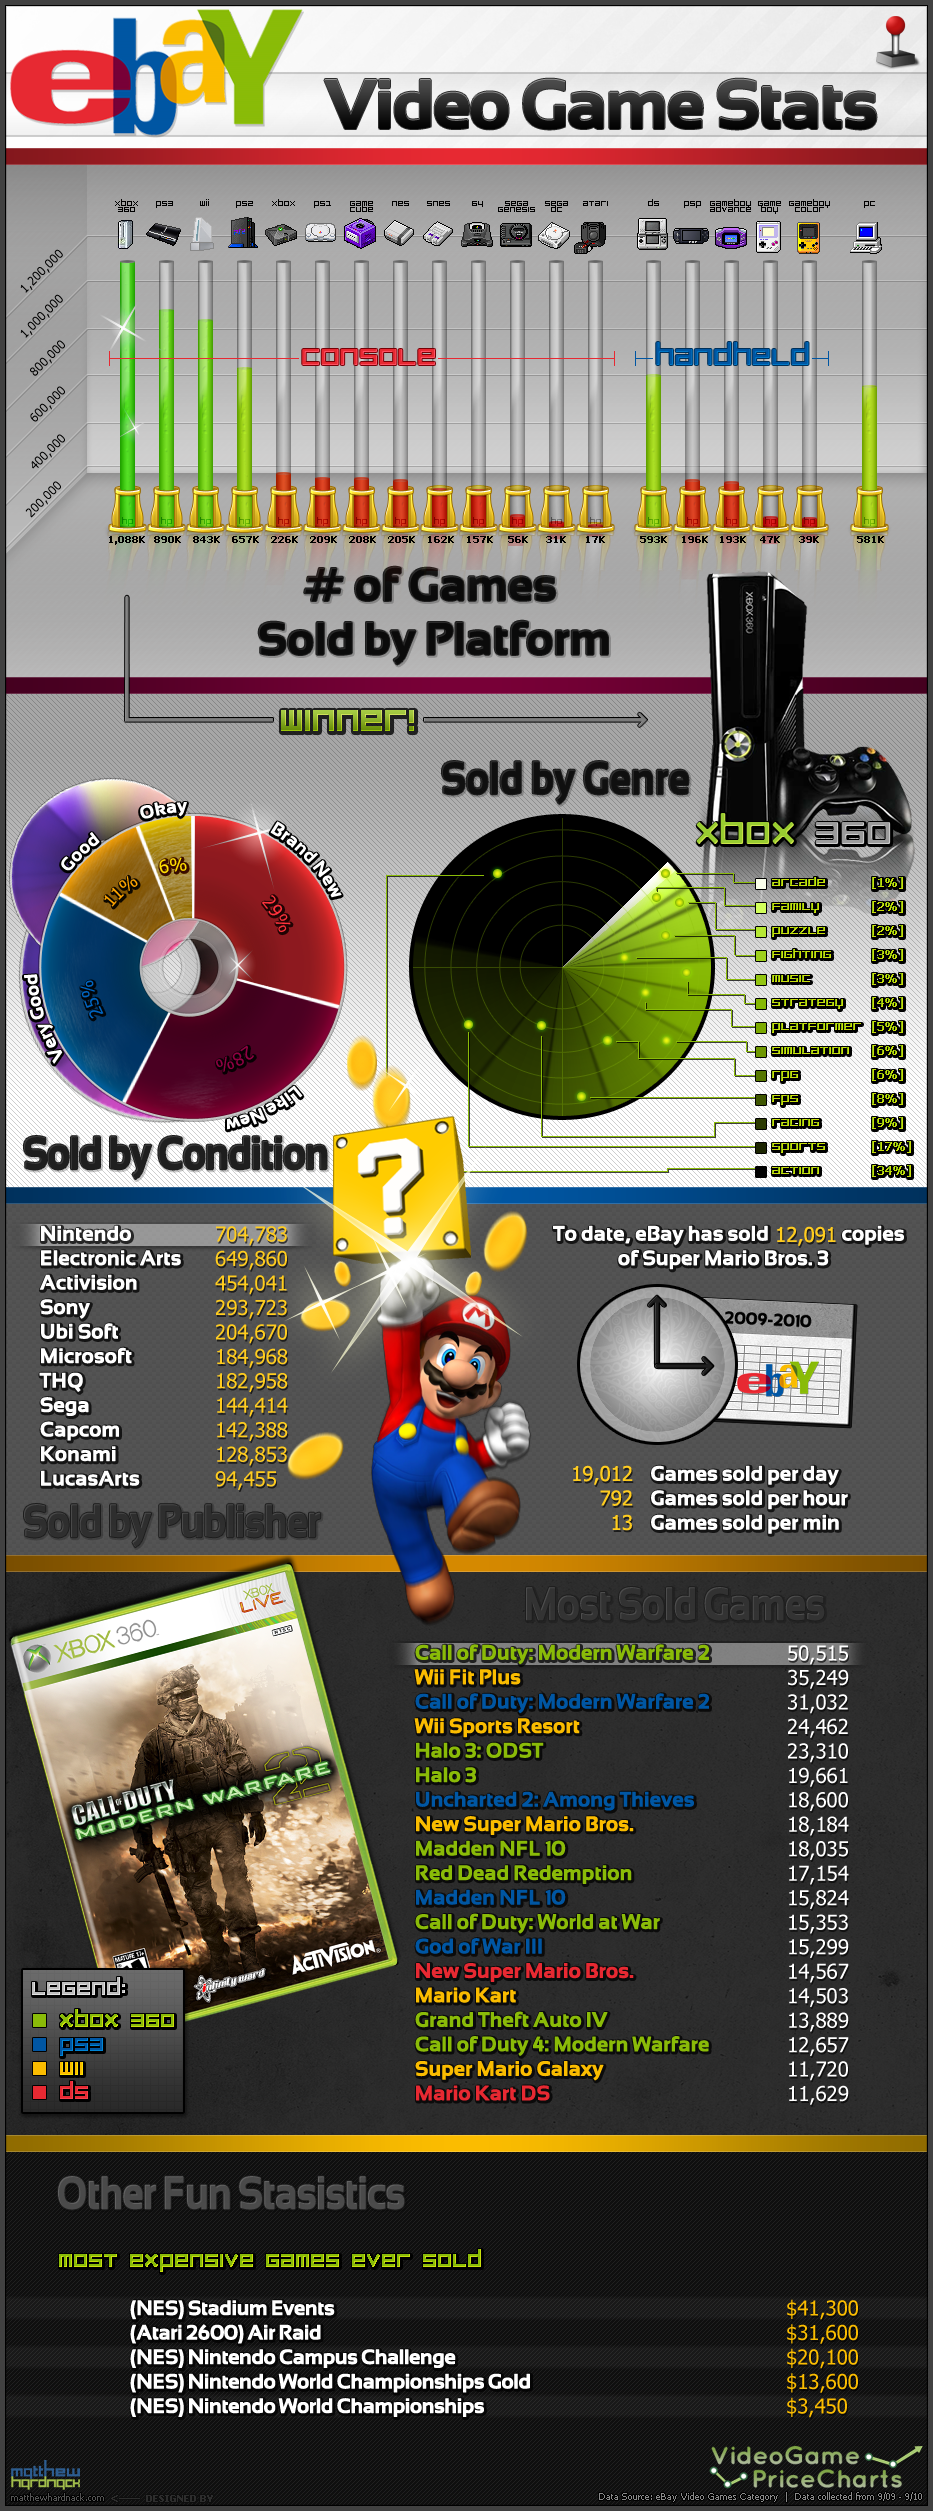 ebaY
Video Game Stats
xbox 360
ps3
wii
ps2
xbox
ps1
game cube
nes
snes
64
sega genesis
sega dc
atari
ds
psp
gameboy advance
game boy
gameboy color
pc
1,200,000
1,000,000
800,000
600,000
400,000
200,000
console
handheld
1,088K 890K 843K 657K 226K 209K 208K 205K 162K 157K 56K 31K 17K 593K 196K 193K 47K 39K 581K
# of Games
Sold by Platform
XBOX360
WINNER!
xbox 360
Okay
6%
Good
11%
Brand New
29%
Very Good
25%
Like New
28%
Sold by Condition
Sold by Genre
arcade [1%]
family [2%]
puzzle [2%]
fighting [3%]
music [3%]
strategy [4%]
platformer [5%]
simulation [6%]
rpg [6%]
fps [8%]
racing [9%]
sports [17%]
action [34%]
?
Nintendo 704,783
Electronic Arts 649,860
Activision 454,041
Sony 293,723
Ubi Soft 204,670
Microsoft 184,968
THQ 182,958
Sega 144,414
Capcom 142,388
Konami 128,853
LucasArts 94,455
Sold by Publisher
M
To date, eBay has sold 12,091 copies
of Super Mario Bros. 3
2009-2010
ebaY
19,012 Games sold per day
792 Games sold per hour
13 Games sold per min
XBOX 360
XBOX
LIVE
NTSC
CALL OF DUTY
MODERN WARFARE 2
MATURE 17+
infinity ward
ACTIVISION
Legend:
xbox 360
ps3
wii
ds
Most Sold Games
Call of Duty: Modern Warfare 2 50,515
Wii Fit Plus 35,249
Call of Duty: Modern Warfare 2 31,032
Wii Sports Resort 24,462
Halo 3: ODST 23,310
Halo 3 19,661
Uncharted 2: Among Thieves 18,600
New Super Mario Bros. 18,184
Madden NFL 10 18,035
Red Dead Redemption 17,154
Madden NFL 10 15,824
Call of Duty: World at War 15,353
God of War III 15,299
New Super Mario Bros. 14,567
Mario Kart 14,503
Grand Theft Auto IV 13,889
Call of Duty 4: Modern Warfare 12,657
Super Mario Galaxy 11,720
Mario Kart DS 11,629
Other Fun Stasistics
most expensive games ever sold
(NES) Stadium Events $41,300
(Atari 2600) Air Raid $31,600
(NES) Nintendo Campus Challenge $20,100
(NES) Nintendo World Championships Gold $13,600
(NES) Nintendo World Championships $3,450
matthew
hardnack
matthewhardnack.com <----- DESIGNED BY
VideoGame
PriceCharts
Data Source: eBay Video Games Category | Data collected from 9/09 - 9/10